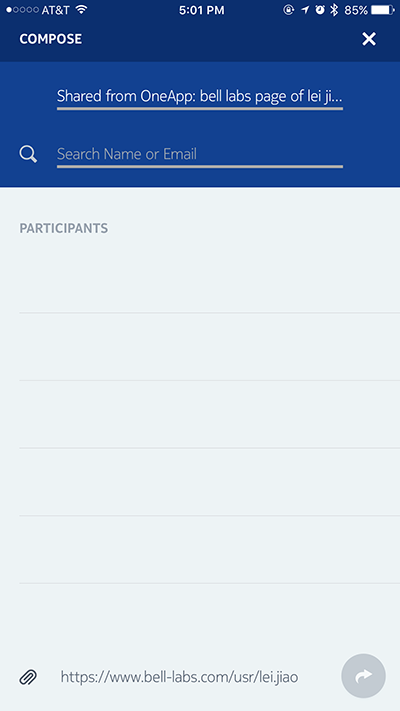 AT&T 5:01 PM 85%
COMPOSE
Shared from OneApp: bell labs page of lei ji...
Search Name or Email
PARTICIPANTS
https://www.bell-labs.com/usr/lei.jiao